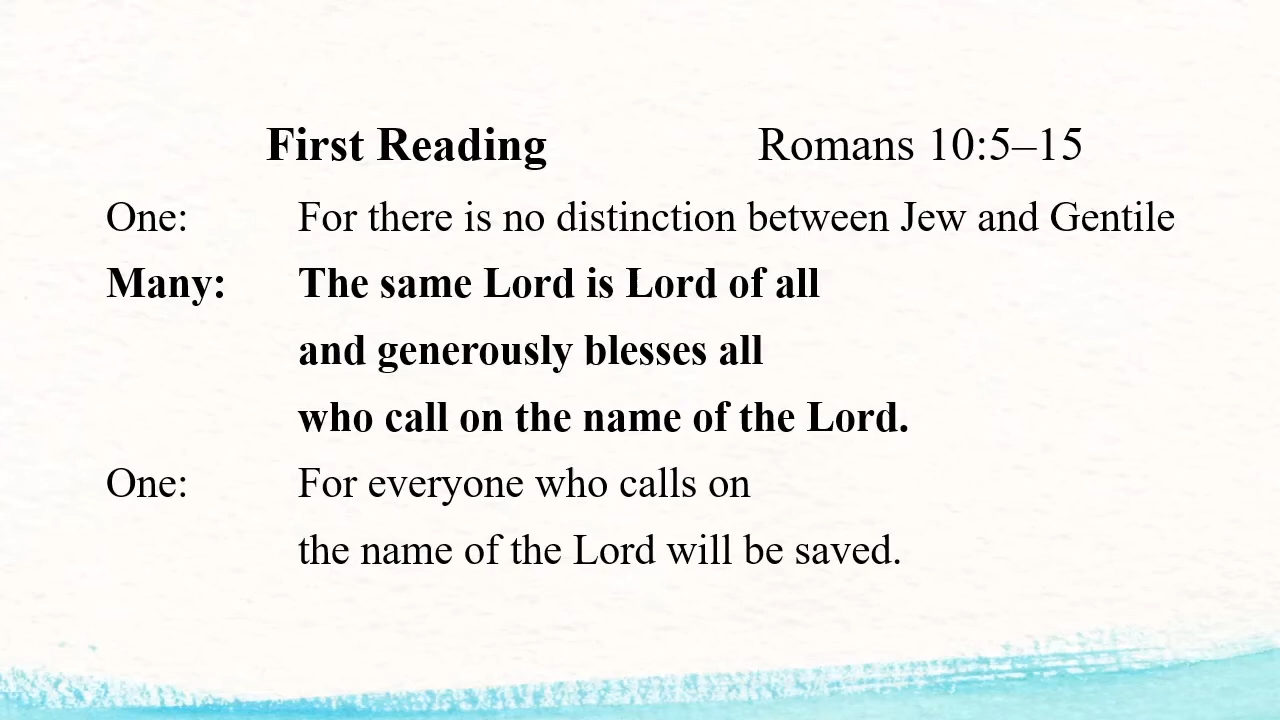 First Reading Romans 10:5–15
One: For there is no distinction between Jew and Gentile
Many: The same Lord is Lord of all
and generously blesses all
who call on the name of the Lord.
One: For everyone who calls on
the name of the Lord will be saved.